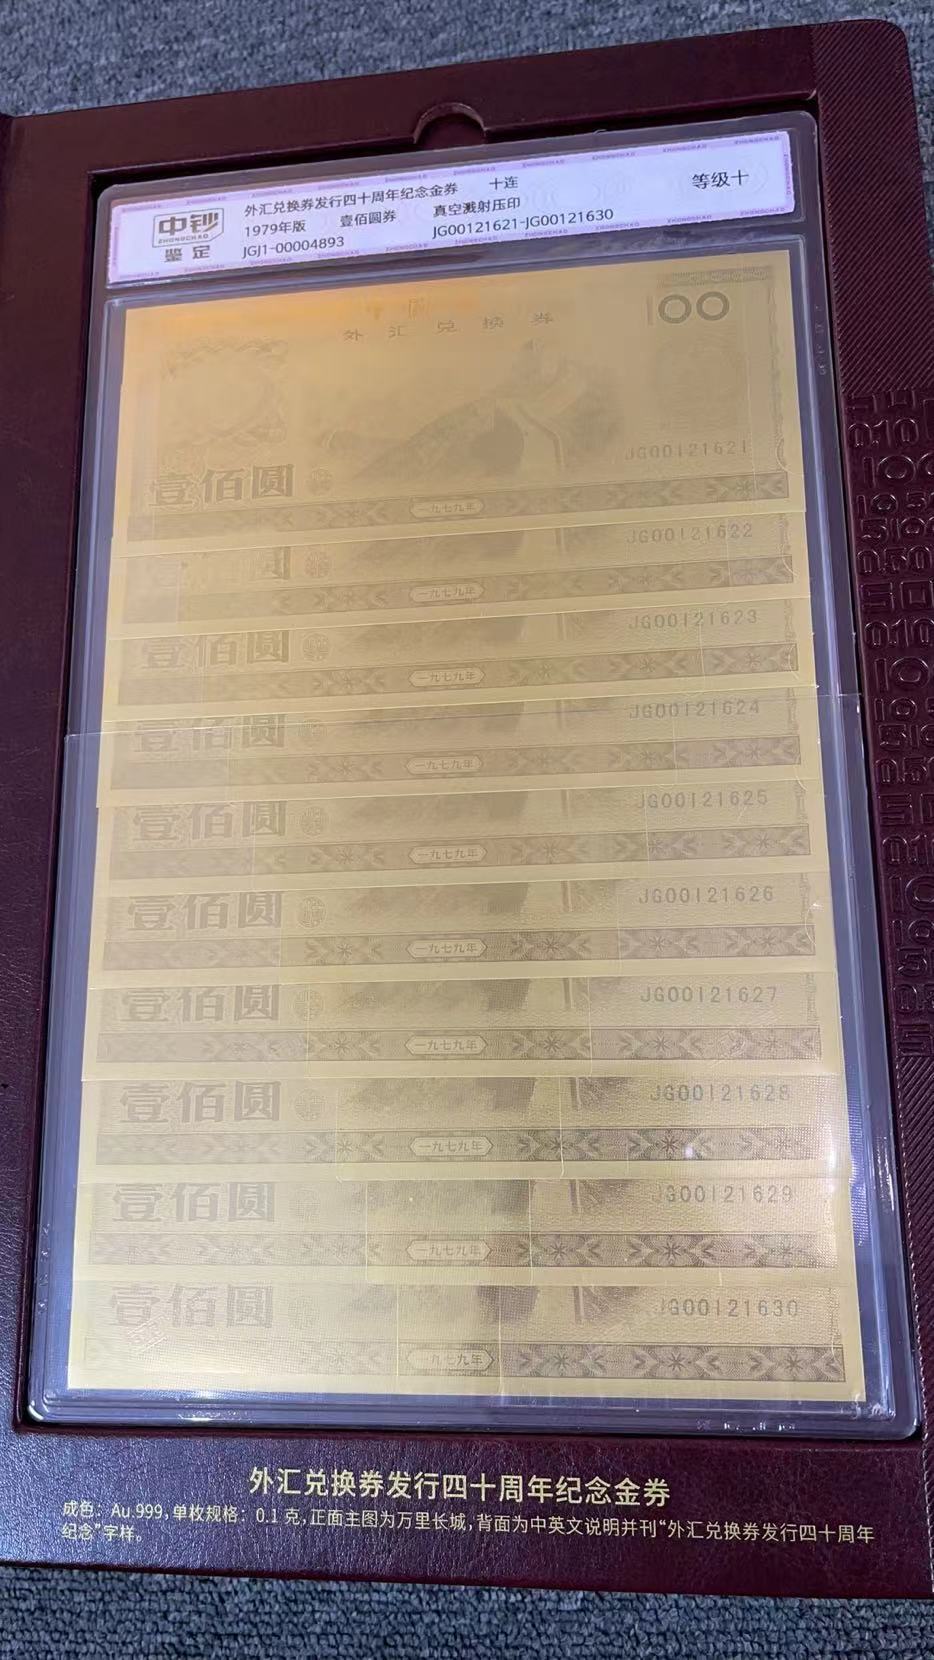 外汇兑换券发行四十周年纪念金券 十连
等级十
中钞
ZHONGCHAO
鉴定
1979年版 壹佰圆券 真空溅射压印
JGJ1-00004893 JG00121621-JG00121630
100
外汇兑换券
JG00121621
壹佰圆
一九七九年
JG00121622
壹佰圆
一九七九年
JG00121623
壹佰圆
一九七九年
JG00121624
壹佰圆
一九七九年
JG00121625
壹佰圆
一九七九年
JG00121626
壹佰圆
一九七九年
JG00121627
壹佰圆
一九七九年
JG00121628
壹佰圆
一九七九年
JG00121629
壹佰圆
一九七九年
JG00121630
壹佰圆
一九七九年
外汇兑换券发行四十周年纪念金券
成色：Au.999,单枚规格：0.1 克,正面主图为万里长城,背面为中英文说明并刊“外汇兑换券发行四十周年
纪念”字样。